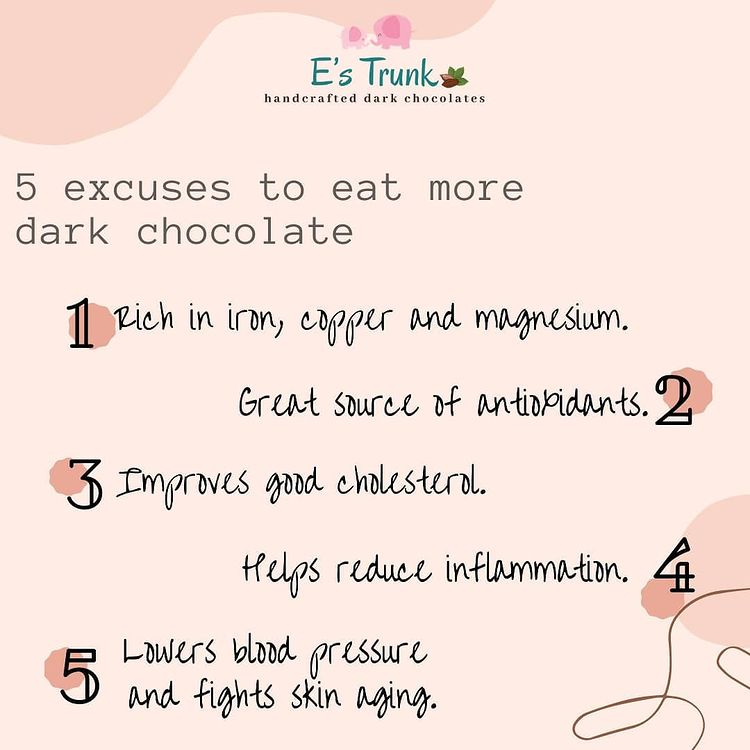 E's Trunk
handcrafted dark chocolates
5 excuses to eat more
dark chocolate
1 Rich in iron, copper and magnesium.
Great source of antioxidants. 2
3 Improves good cholesterol.
Helps reduce inflammation. 4
5 Lowers blood pressure
and fights skin aging.